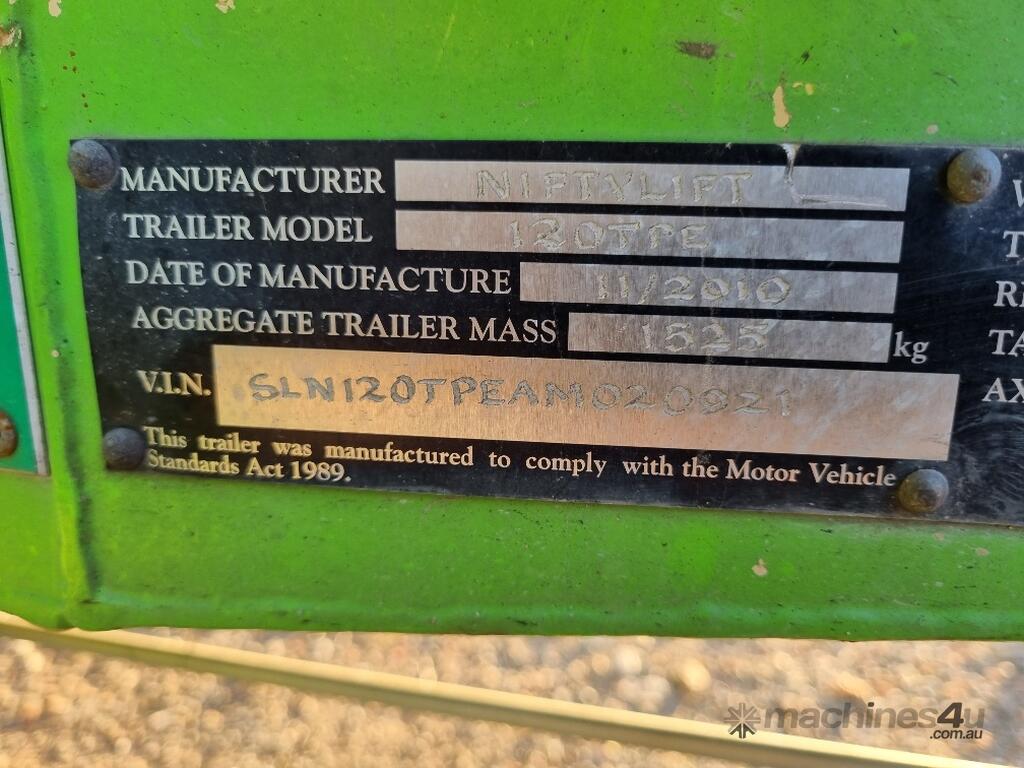 MANUFACTURER NIFTYLIFT
TRAILER MODEL 120TPE
DATE OF MANUFACTURE 11/2010
AGGREGATE TRAILER MASS 1525 kg
V.I.N. SLN120TPEAM020921
This trailer was manufactured to comply with the Motor Vehicle
Standards Act 1989.
machines4u
.com.au